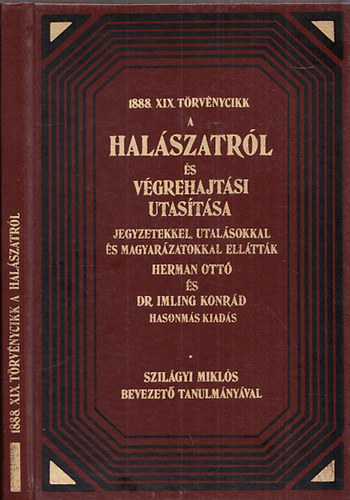 1888. XIX. TÖRVÉNYCIKK A HALÁSZATRÓL
1888. XIX. TÖRVÉNYCIKK
A
HALÁSZATRÓL
ÉS
VÉGREHAJTÁSI
UTASÍTÁSA
JEGYZETEKKEL, UTALÁSOKKAL
ÉS MAGYARÁZATOKKAL ELLÁTTÁK
HERMAN OTTÓ
ÉS
DR IMLING KONRÁD
HASONMÁS KIADÁS
SZILÁGYI MIKLÓS
BEVEZETŐ TANULMÁNYÁVAL